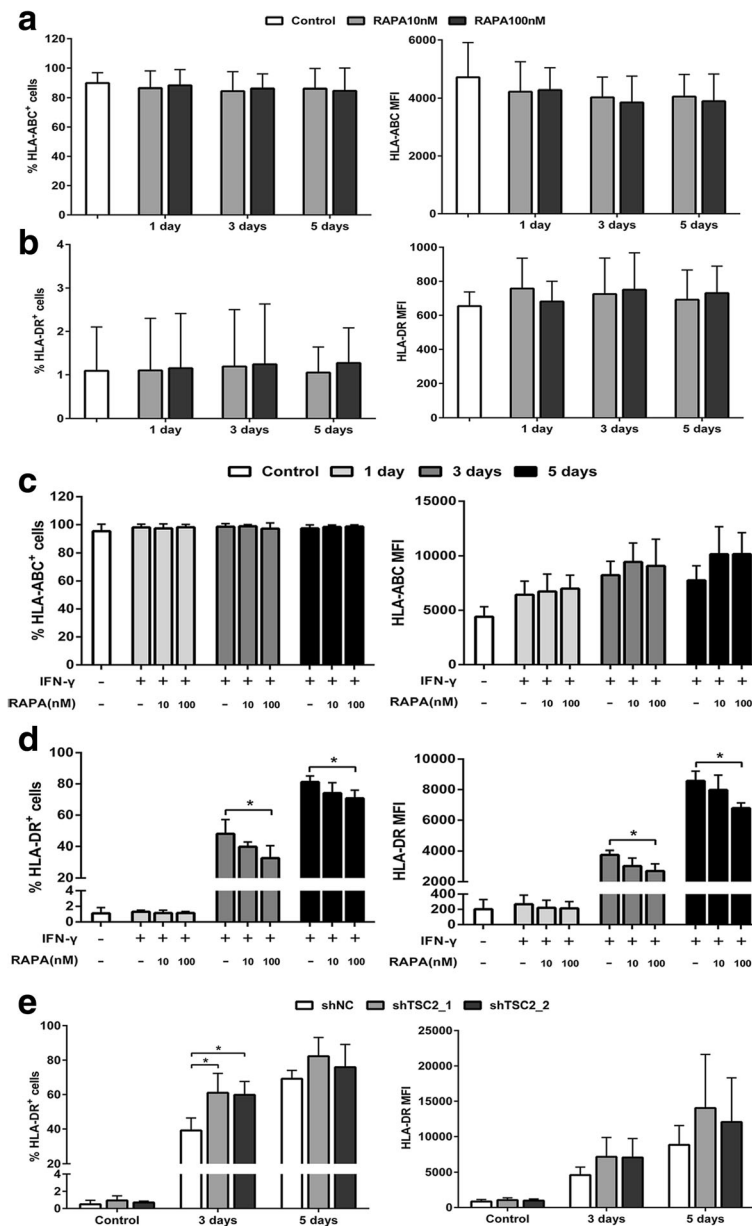 a
Control RAPA10nM RAPA100nM
% HLA-ABC+ cells
120
100
80
60
40
20
0
1 day 3 days 5 days
HLA-ABC MFI
6000
4000
2000
0
1 day 3 days 5 days
b
% HLA-DR+ cells
4
3
2
1
0
1 day 3 days 5 days
HLA-DR MFI
800
600
400
200
0
1000
1 day 3 days 5 days
c
Control 1 day 3 days 5 days
% HLA-ABC+ cells
120
100
80
60
40
20
0
IFN-γ - + + + + + + + + +
RAPA(nM) - - 10 100 - 10 100 - 10 100
HLA-ABC MFI
15000
10000
5000
0
IFN-γ - + + + + + + + + +
RAPA(nM) - - 10 100 - 10 100 - 10 100
d
% HLA-DR+ cells
100
80
60
40
20
4
2
0
* *
IFN-γ - + + + + + + + + +
RAPA(nM) - - 10 100 - 10 100 - 10 100
HLA-DR MFI
10000
8000
6000
4000
2000
400
200
0
* *
IFN-γ - + + + + + + + + +
RAPA(nM) - - 10 100 - 10 100 - 10 100
e
shNC shTSC2_1 shTSC2_2
% HLA-DR+ cells
100
80
60
40
20
4
2
0
*
*
Control 3 days 5 days
HLA-DR MFI
25000
20000
15000
10000
5000
0
Control 3 days 5 days